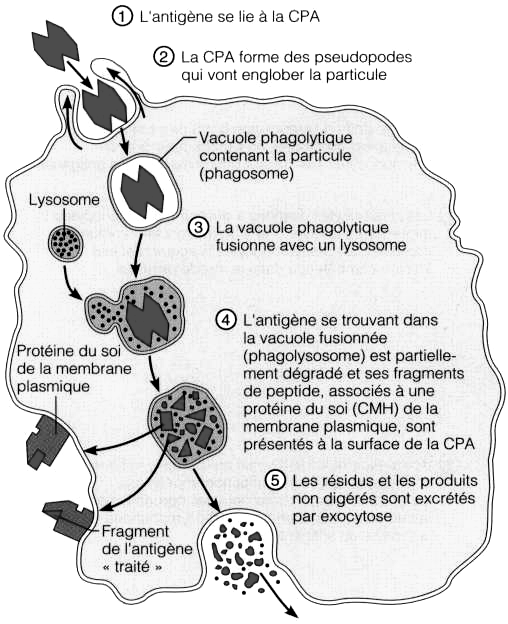 ① L'antigène se lie à la CPA
② La CPA forme des pseudopodes
qui vont englober la particule
Vacuole phagolytique
contenant la particule
(phagosome)
Lysosome
③ La vacuole phagolytique
fusionne avec un lysosome
④ L'antigène se trouvant dans
la vacuole fusionnée
(phagolysosome) est partielle-
ment dégradé et ses fragments
de peptide, associés à une
protéine du soi (CMH) de la
membrane plasmique, sont
présentés à la surface de la CPA
Protéine du soi
de la membrane
plasmique
⑤ Les résidus et les produits
non digérés sont excrétés
par exocytose
Fragment
de l'antigène
« traité »